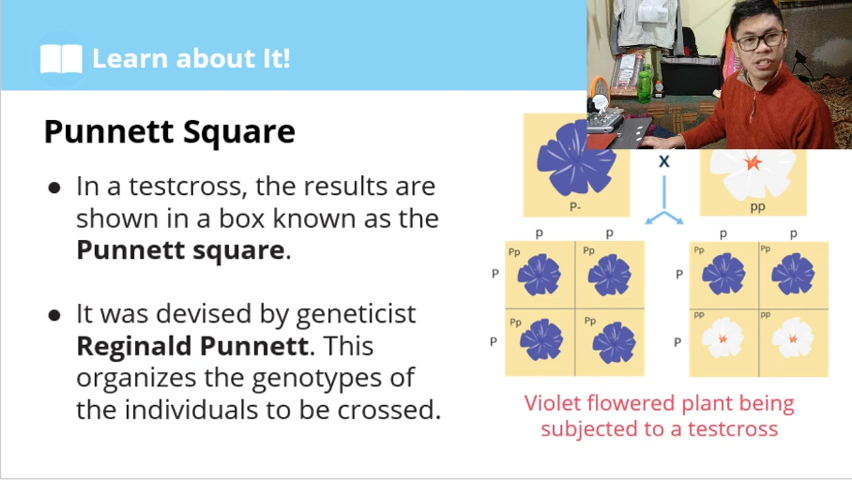 Learn about It!
Punnett Square
● In a testcross, the results are
shown in a box known as the
Punnett square.
● It was devised by geneticist
Reginald Punnett. This
organizes the genotypes of
the individuals to be crossed.
X
P- pp
p p p p
Pp Pp Pp Pp
P P
Pp Pp pp pp
P P
Violet flowered plant being
subjected to a testcross